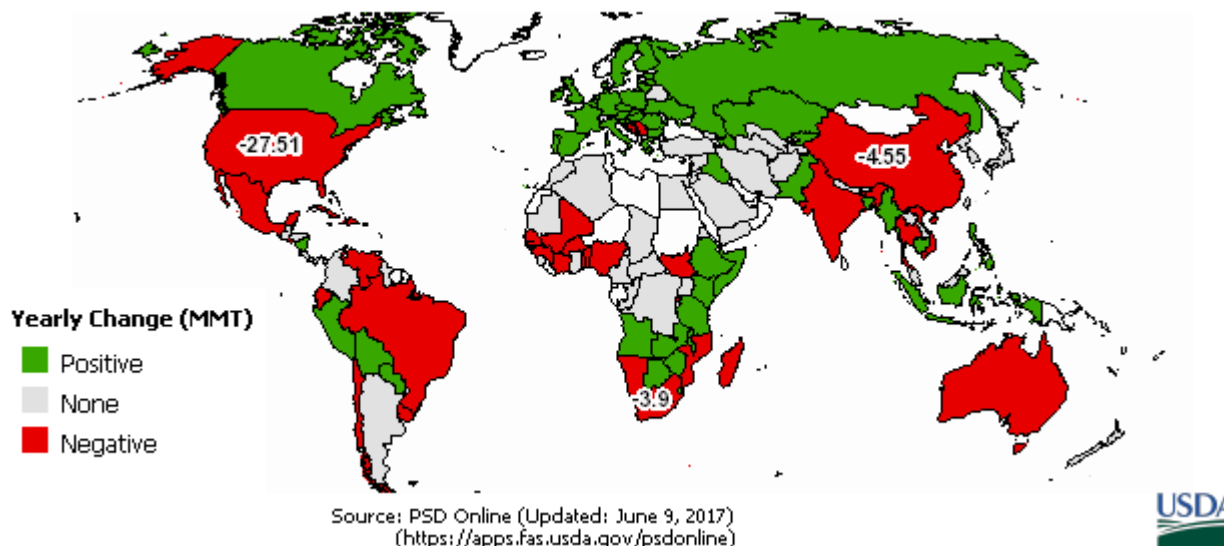 -27.51
-4.55
-3.9
Yearly Change (MMT)
Positive
None
Negative
Source: PSD Online (Updated: June 9, 2017)
(https://apps.fas.usda.gov/psdonline)
USDA